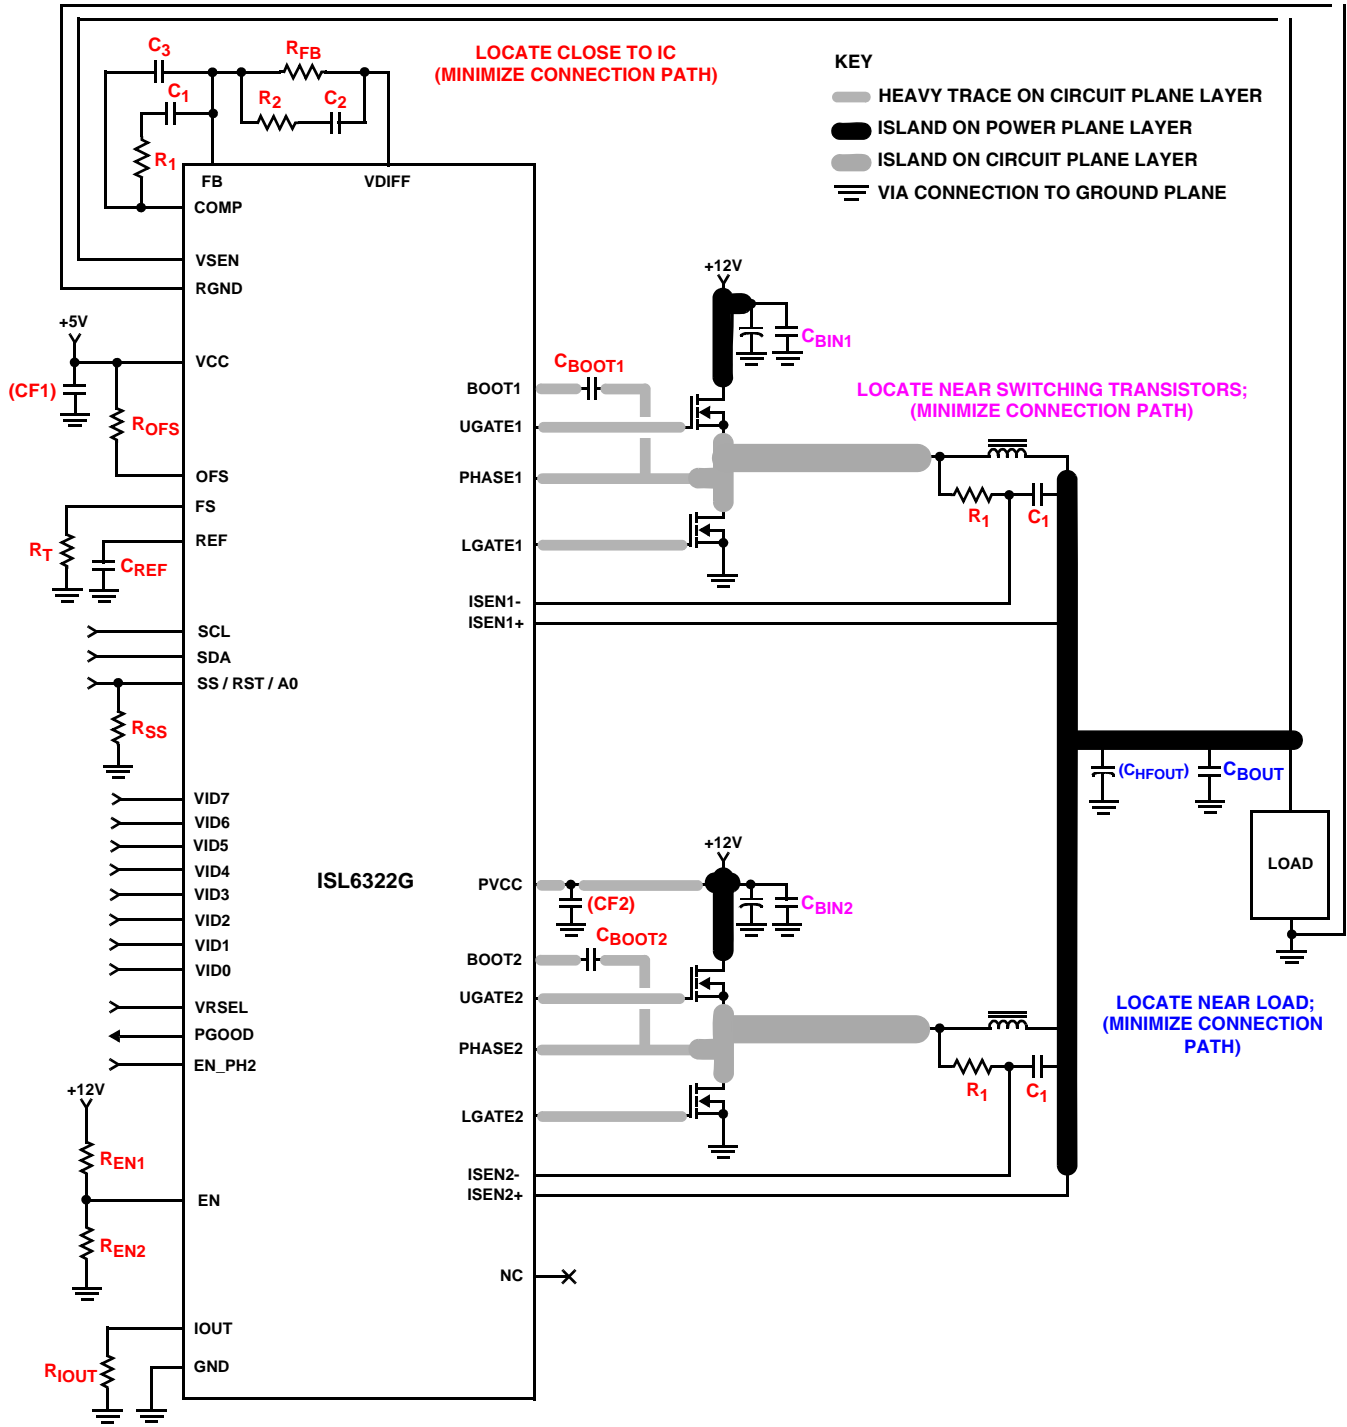 C3
RFB
C1
R2
C2
R1
LOCATE CLOSE TO IC
(MINIMIZE CONNECTION PATH)
KEY
HEAVY TRACE ON CIRCUIT PLANE LAYER
ISLAND ON POWER PLANE LAYER
ISLAND ON CIRCUIT PLANE LAYER
VIA CONNECTION TO GROUND PLANE
FB
VDIFF
COMP
VSEN
RGND
+5V
VCC
(CF1)
ROFS
OFS
FS
REF
RT
CREF
SCL
SDA
SS / RST / A0
RSS
VID7
VID6
VID5
VID4
VID3
VID2
VID1
VID0
VRSEL
PGOOD
EN_PH2
+12V
REN1
EN
REN2
IOUT
RIOUT
GND
ISL6322G
+12V
CBIN1
CBOOT1
BOOT1
UGATE1
PHASE1
LGATE1
ISEN1-
ISEN1+
LOCATE NEAR SWITCHING TRANSISTORS;
(MINIMIZE CONNECTION PATH)
R1
C1
(CHFOUT)
CBOUT
LOAD
+12V
PVCC
(CF2)
CBIN2
CBOOT2
BOOT2
UGATE2
PHASE2
LGATE2
ISEN2-
ISEN2+
R1
C1
LOCATE NEAR LOAD;
(MINIMIZE CONNECTION
PATH)
NC